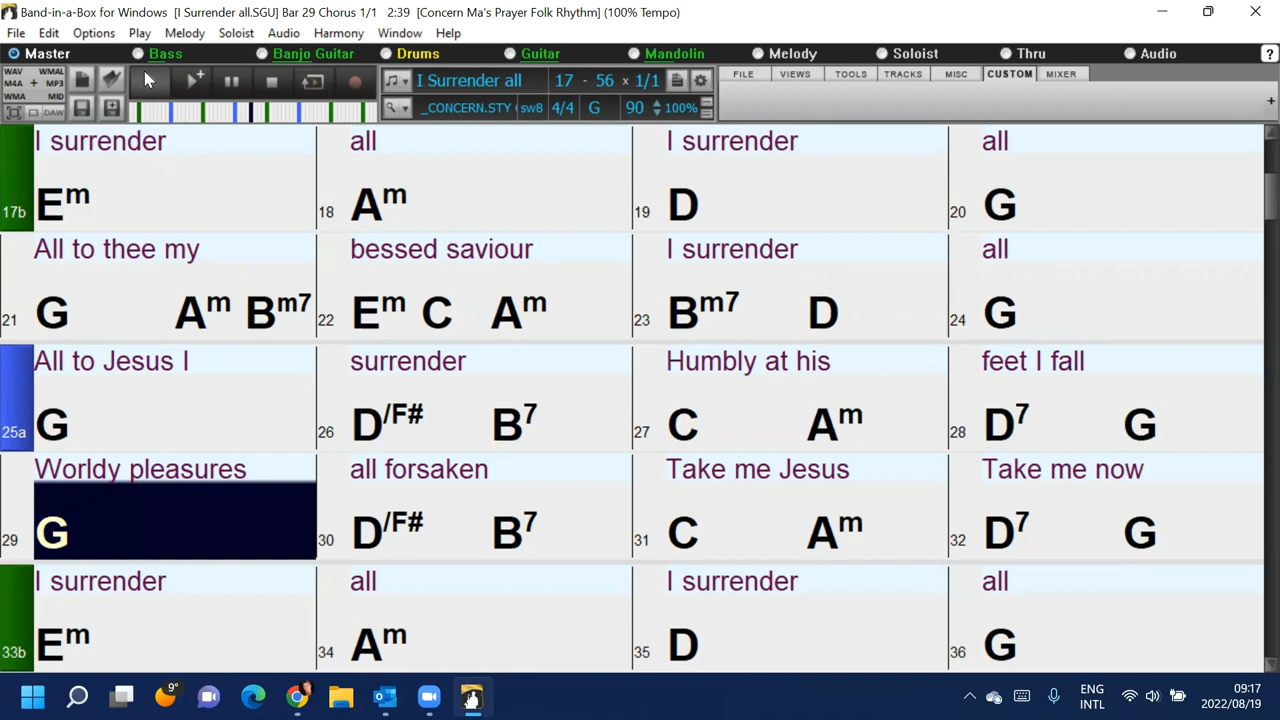 Band-in-a-Box for Windows [I Surrender all.SGU] Bar 29 Chorus 1/1 2:39 [Concern Ma's Prayer Folk Rhythm] (100% Tempo)
File Edit Options Play Melody Soloist Audio Harmony Window Help
Master Bass Banjo Guitar Drums Guitar Mandolin Melody Soloist Thru Audio ?
WAV WMAL
M4A + MP3
WMA MID
DAW
I Surrender all 17 - 56 x 1/1
_CONCERN.STY sw8 4/4 G 90 100%
FILE VIEWS TOOLS TRACKS MISC CUSTOM MIXER
+
I surrender all I surrender all
17b Em 18 Am 19 D 20 G
All to thee my bessed saviour I surrender all
21 G Am Bm7 22 Em C Am 23 Bm7 D 24 G
All to Jesus I surrender Humbly at his feet I fall
25a G 26 D/F# B7 27 C Am 28 D7 G
Worldy pleasures all forsaken Take me Jesus Take me now
29 G 30 D/F# B7 31 C Am 32 D7 G
I surrender all I surrender all
33b Em 34 Am 35 D 36 G
9°
ENG
INTL
09:17
2022/08/19